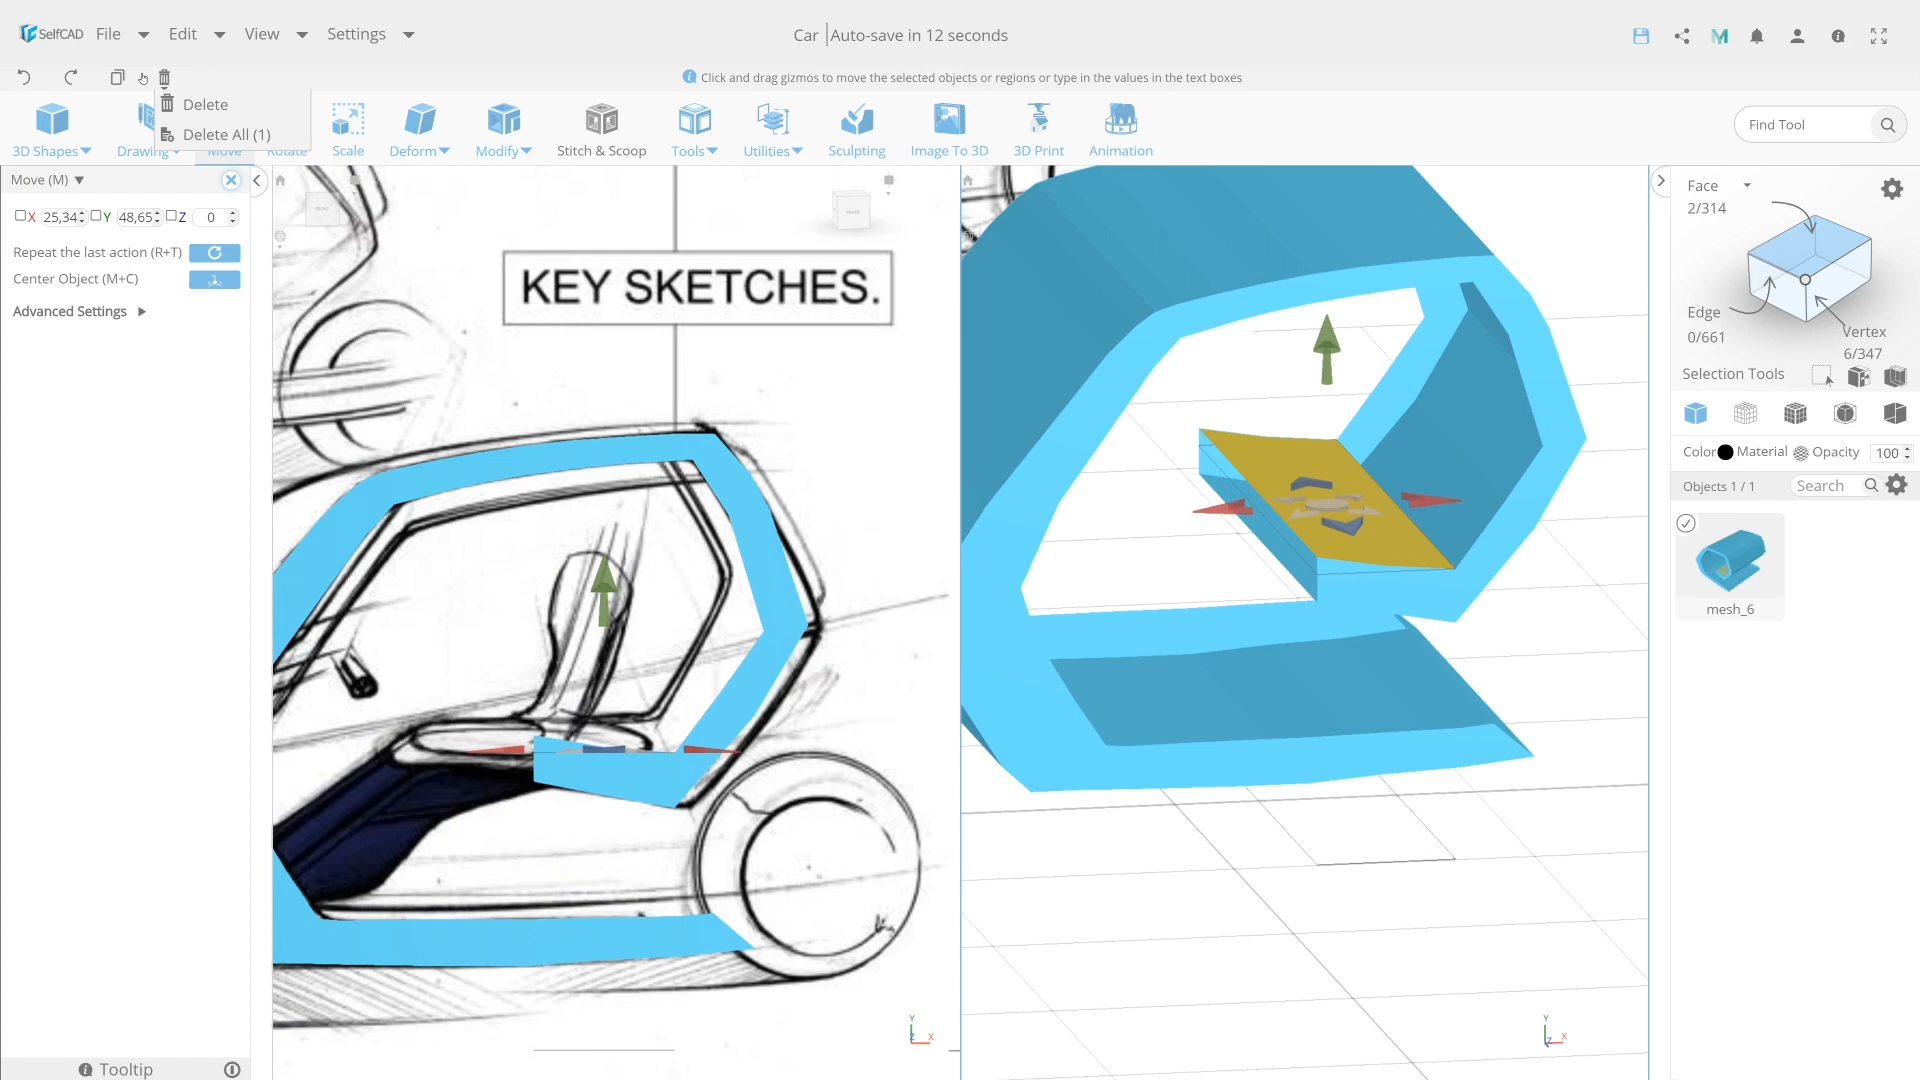 SelfCAD File Edit View Settings
Car |Auto-save in 12 seconds
Click and drag gizmos to move the selected objects or regions or type in the values in the text boxes
Delete
Delete All (1)
3D Shapes Drawing Move Rotate Scale Deform Modify Stitch & Scoop Tools Utilities Sculpting Image To 3D 3D Print Animation
Find Tool
Move (M)
X 25,34 Y 48,65 Z 0
Repeat the last action (R+T)
Center Object (M+C)
Advanced Settings
KEY SKETCHES.
FRONT
FRONT
Y
Z X
Y
Z X
Face
2/314
Edge
0/661
Vertex
6/347
Selection Tools
Color Material Opacity 100
Objects 1 / 1 Search
mesh_6
Tooltip